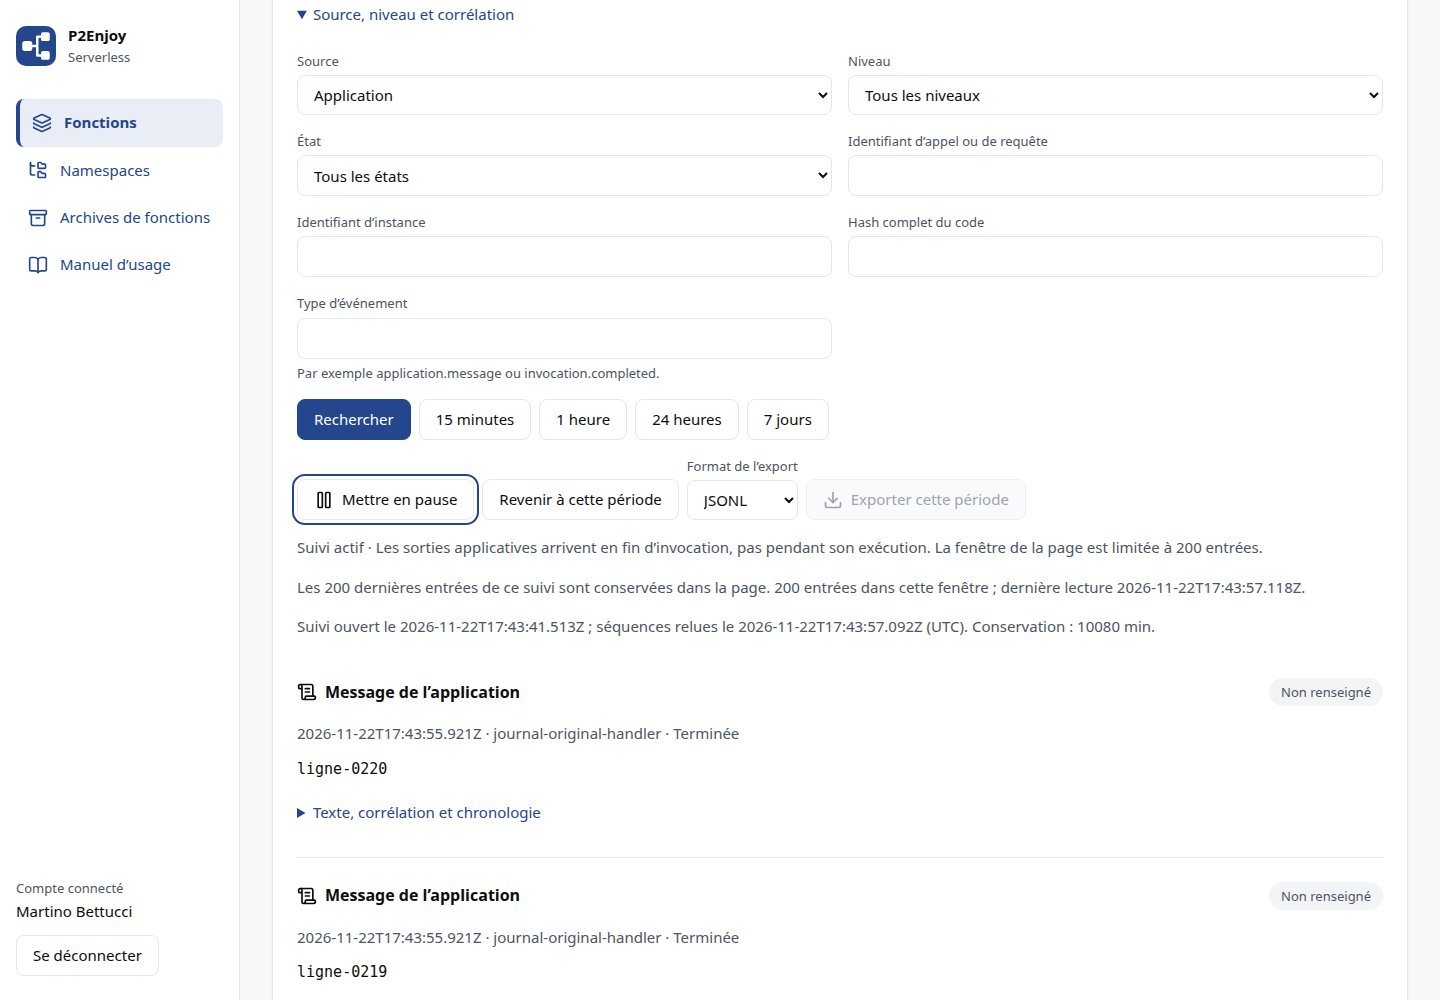 P2Enjoy
Serverless
Fonctions
Namespaces
Archives de fonctions
Manuel d’usage
Compte connecté
Martino Bettucci
Se déconnecter
Source, niveau et corrélation
Source
Niveau
Application
Tous les niveaux
État
Identifiant d’appel ou de requête
Tous les états
Identifiant d’instance
Hash complet du code
Type d’événement
Par exemple application.message ou invocation.completed.
Rechercher
15 minutes
1 heure
24 heures
7 jours
Format de l’export
Mettre en pause
Revenir à cette période
JSONL
Exporter cette période
Suivi actif · Les sorties applicatives arrivent en fin d’invocation, pas pendant son exécution. La fenêtre de la page est limitée à 200 entrées.
Les 200 dernières entrées de ce suivi sont conservées dans la page. 200 entrées dans cette fenêtre ; dernière lecture 2026-11-22T17:43:57.118Z.
Suivi ouvert le 2026-11-22T17:43:41.513Z ; séquences relues le 2026-11-22T17:43:57.092Z (UTC). Conservation : 10080 min.
Message de l’application
Non renseigné
2026-11-22T17:43:55.921Z · journal-original-handler · Terminée
ligne-0220
Texte, corrélation et chronologie
Message de l’application
Non renseigné
2026-11-22T17:43:55.921Z · journal-original-handler · Terminée
ligne-0219